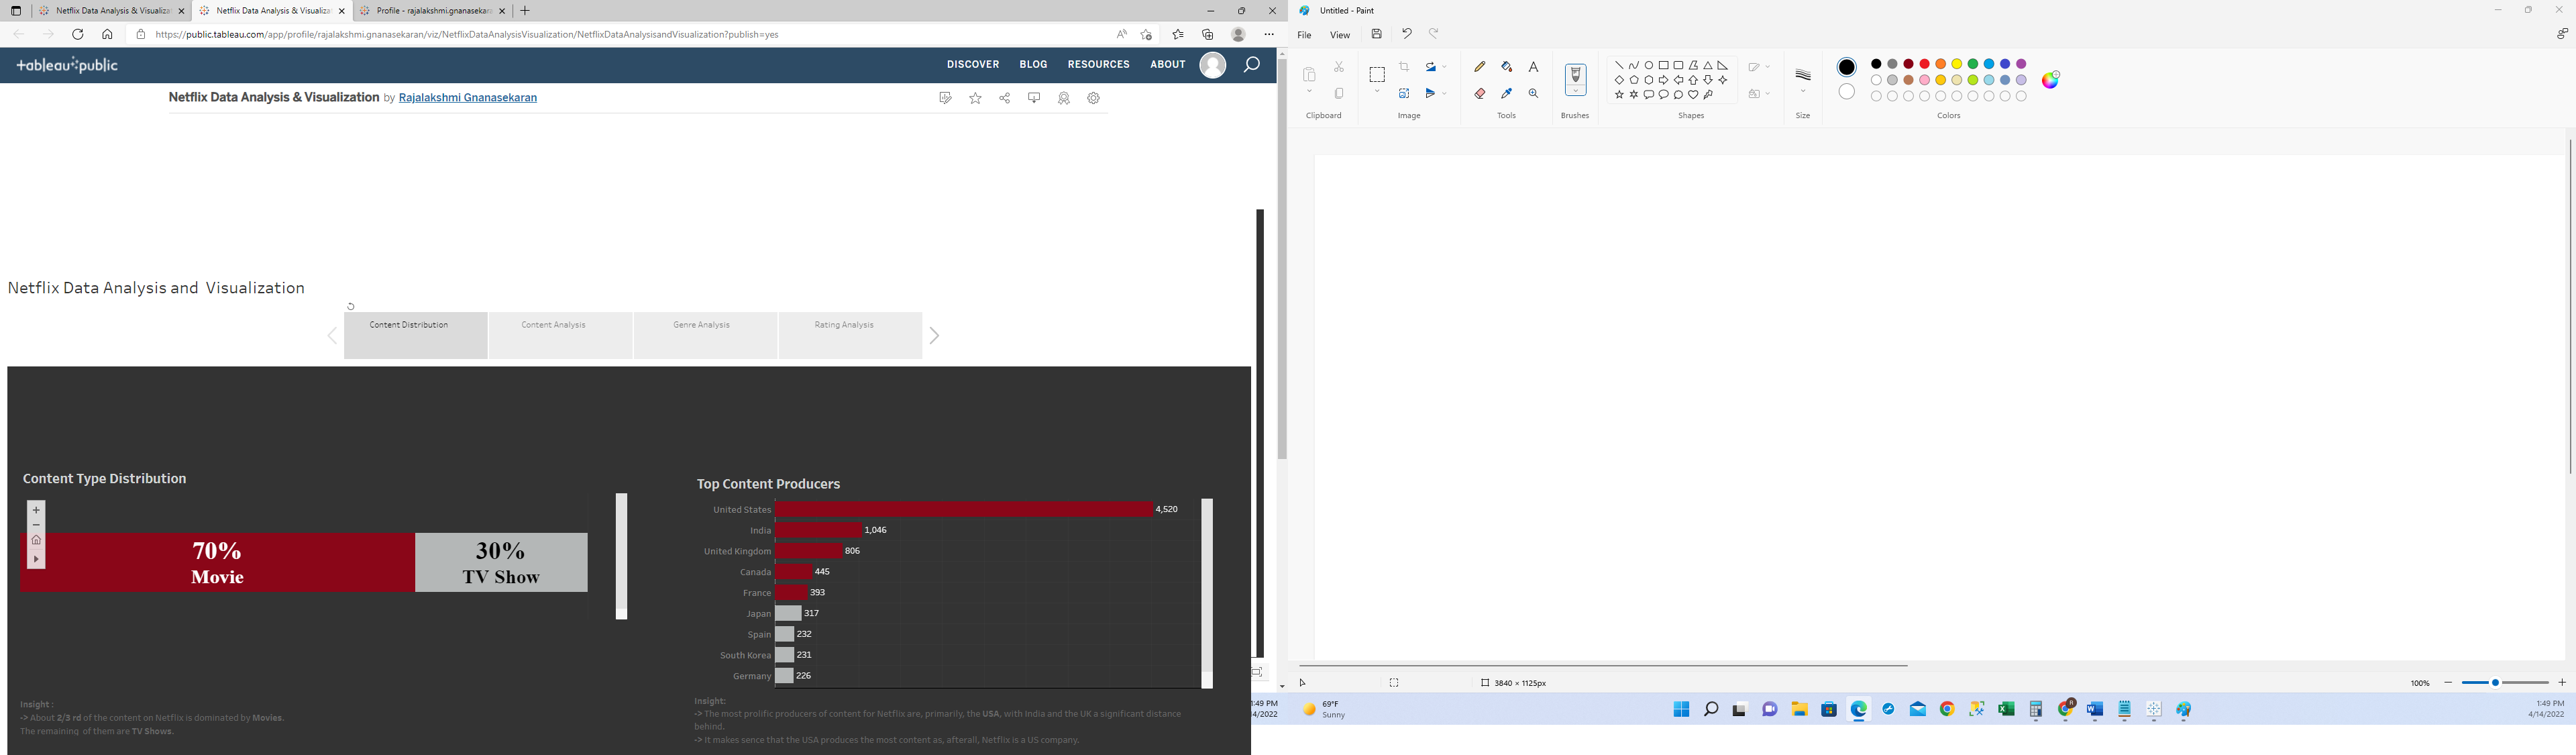 Netflix Data Analysis & Visualizat
Netflix Data Analysis & Visualizat
Profile - rajalakshmi.gnanasekara
https://public.tableau.com/app/profile/rajalakshmi.gnanasekaran/viz/NetflixDataAnalysisVisualization/NetflixDataAnalysisandVisualization?publish=yes
+ableau public
DISCOVER BLOG RESOURCES ABOUT
Netflix Data Analysis & Visualization by Rajalakshmi Gnanasekaran
Netflix Data Analysis and Visualization
Content Distribution
Content Analysis
Genre Analysis
Rating Analysis
Content Type Distribution
70%
Movie
30%
TV Show
Insight :
-> About 2/3 rd of the content on Netflix is dominated by Movies.
The remaining of them are TV Shows.
Top Content Producers
United States 4,520
India 1,046
United Kingdom 806
Canada 445
France 393
Japan 317
Spain 232
South Korea 231
Germany 226
Insight:
-> The most prolific producers of content for Netflix are, primarily, the USA, with India and the UK a significant distance
behind.
-> It makes sence that the USA produces the most content as, afterall, Netflix is a US company.
1:49 PM
14/2022
Untitled - Paint
File View
Clipboard
Image
Tools
Brushes
Shapes
Size
Colors
3840 × 1125px
100%
69°F
Sunny
1:49 PM
4/14/2022